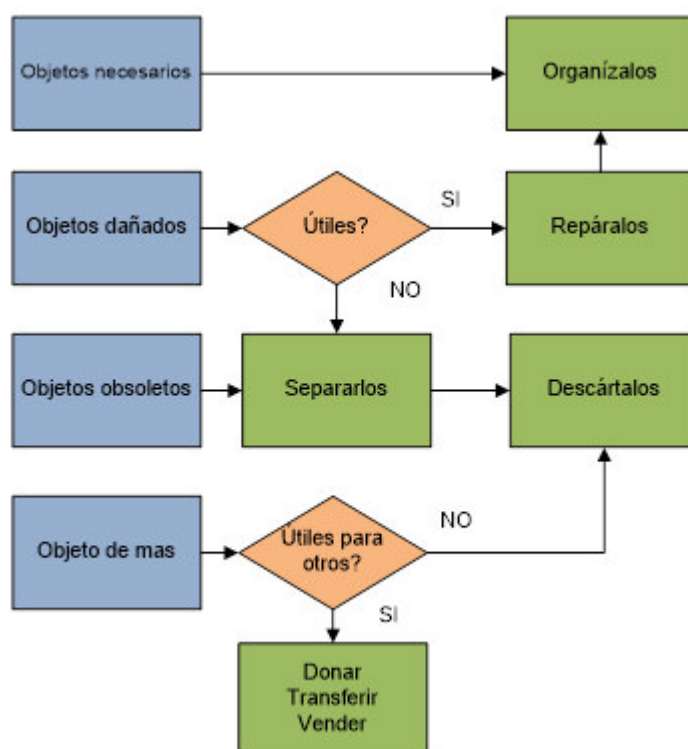 Objetos necesarios
Organízalos
Objetos dañados
Útiles?
SI
Repáralos
NO
Objetos obsoletos
Separarlos
Descártalos
Objeto de mas
Útiles para
otros?
NO
SI
Donar
Transferir
Vender